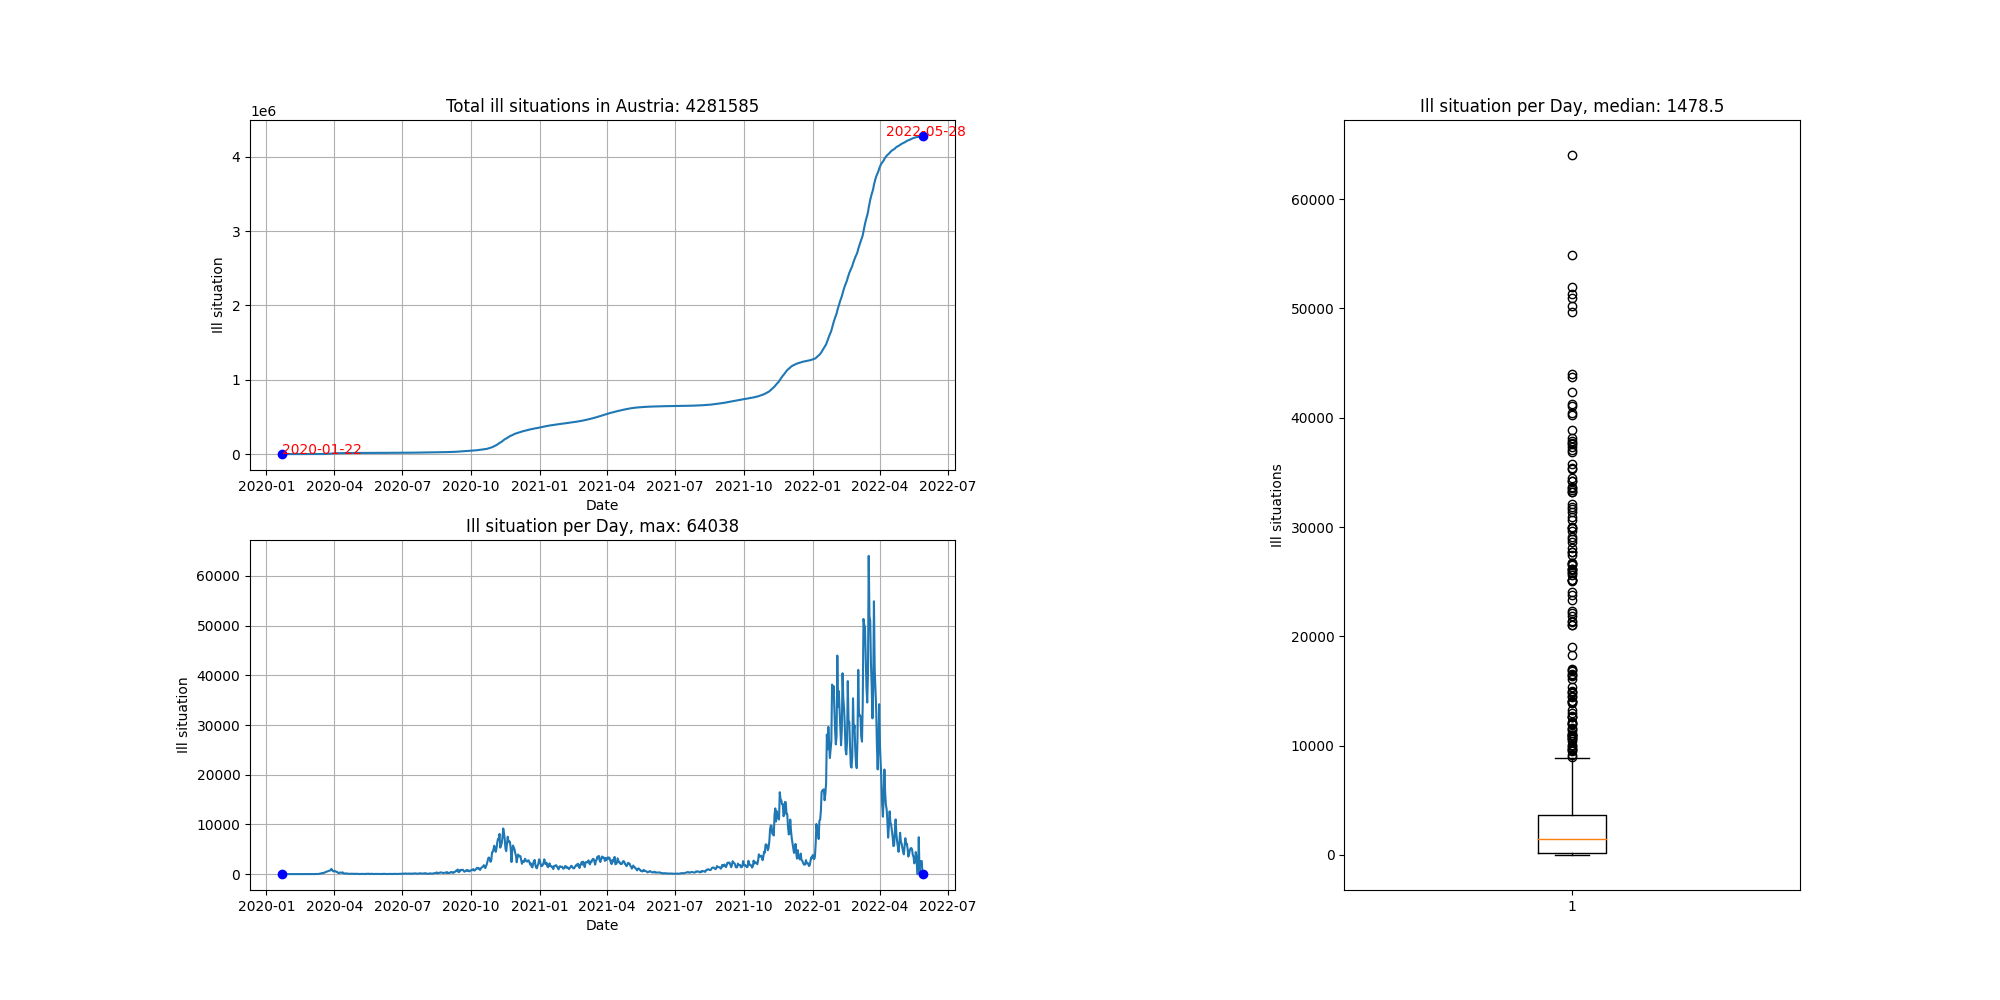 Total ill situations in Austria: 4281585
1e6
2022-05-28
4
3
2
1
0
Ill situation
2020-01-22
2020-01 2020-04 2020-07 2020-10 2021-01 2021-04 2021-07 2021-10 2022-01 2022-04 2022-07
Date
Ill situation per Day, max: 64038
60000
50000
40000
30000
20000
10000
0
Ill situation
2020-01 2020-04 2020-07 2020-10 2021-01 2021-04 2021-07 2021-10 2022-01 2022-04 2022-07
Date
Ill situation per Day, median: 1478.5
60000
50000
40000
30000
20000
10000
0
Ill situations
1